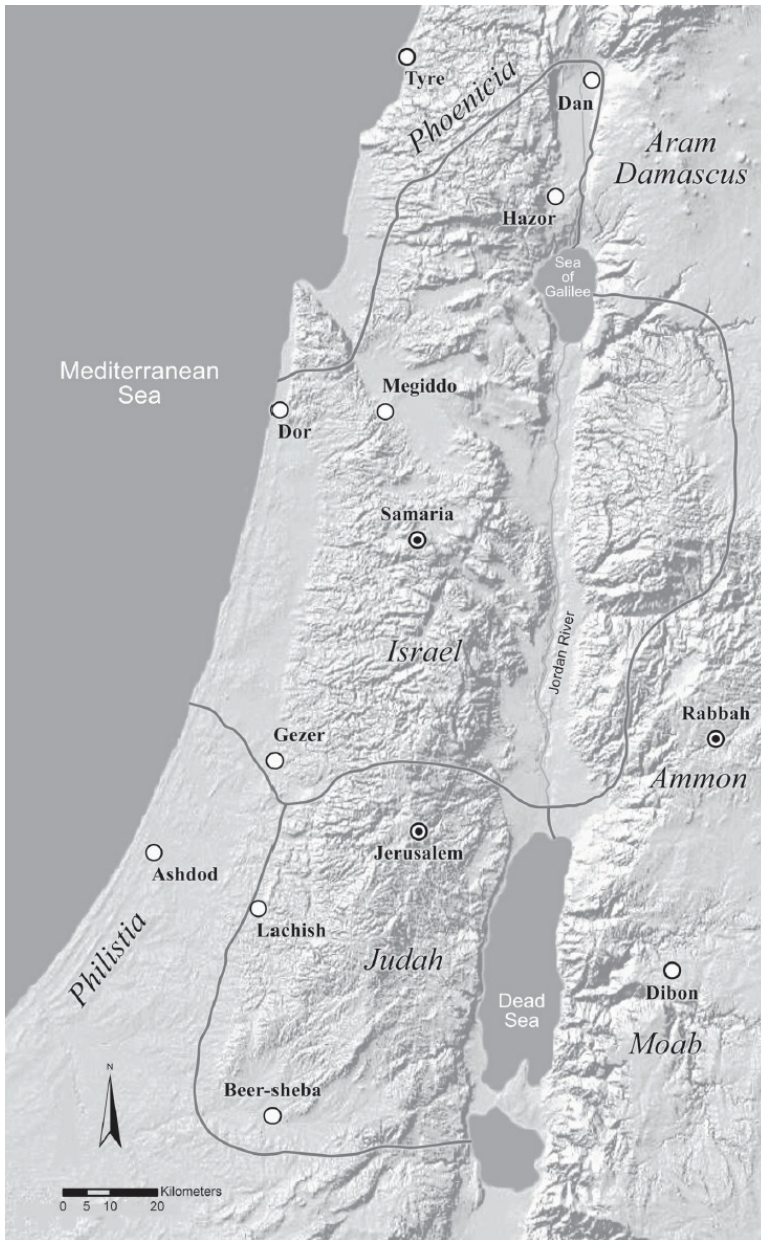 Tyre
Phoenicia
Dan
Aram
Damascus
Hazor
Sea
of
Galilee
Mediterranean
Sea
Megiddo
Dor
Samaria
Israel
Jordan River
Rabbah
Gezer
Ammon
Jerusalem
Ashdod
Lachish
Philistia
Judah
Dibon
Dead
Sea
Moab
N
Beer-sheba
Kilometers
0 5 10 20